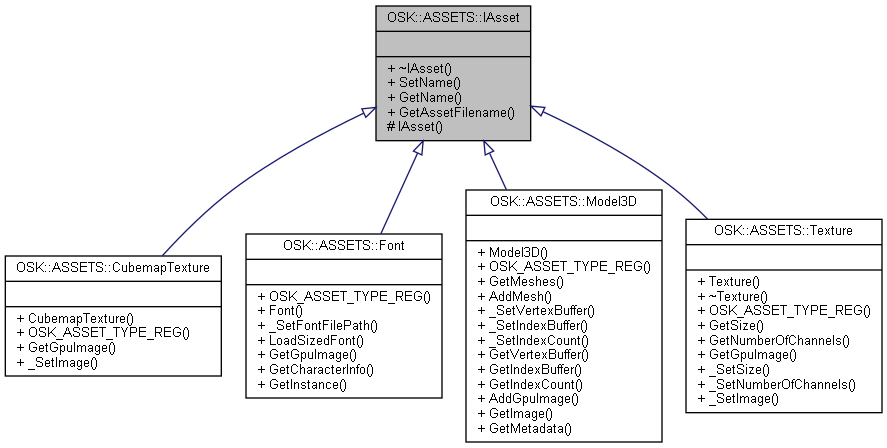 OSK::ASSETS::IAsset
+ ~IAsset()
+ SetName()
+ GetName()
+ GetAssetFilename()
# IAsset()
OSK::ASSETS::CubemapTexture
+ CubemapTexture()
+ OSK_ASSET_TYPE_REG()
+ GetGpuImage()
+ _SetImage()
OSK::ASSETS::Font
+ OSK_ASSET_TYPE_REG()
+ Font()
+ _SetFontFilePath()
+ LoadSizedFont()
+ GetGpuImage()
+ GetCharacterInfo()
+ GetInstance()
OSK::ASSETS::Model3D
+ Model3D()
+ OSK_ASSET_TYPE_REG()
+ GetMeshes()
+ AddMesh()
+ _SetVertexBuffer()
+ _SetIndexBuffer()
+ _SetIndexCount()
+ GetVertexBuffer()
+ GetIndexBuffer()
+ GetIndexCount()
+ AddGpuImage()
+ GetImage()
+ GetMetadata()
OSK::ASSETS::Texture
+ Texture()
+ ~Texture()
+ OSK_ASSET_TYPE_REG()
+ GetSize()
+ GetNumberOfChannels()
+ GetGpuImage()
+ _SetSize()
+ _SetNumberOfChannels()
+ _SetImage()